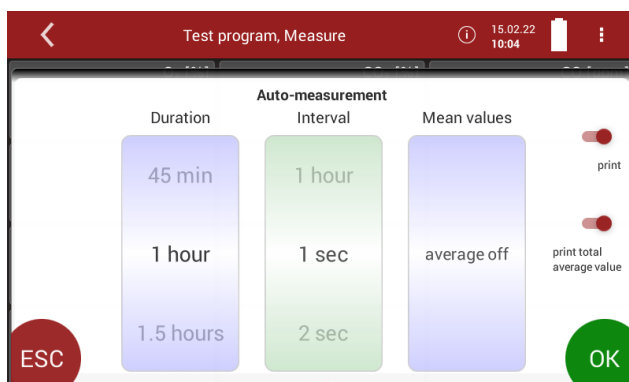 Test program, Measure
15.02.22
10:04
Auto-measurement
Duration
Interval
Mean values
45 min
1 hour
1 hour
1 sec
average off
1.5 hours
2 sec
print
print total
average value
ESC
OK